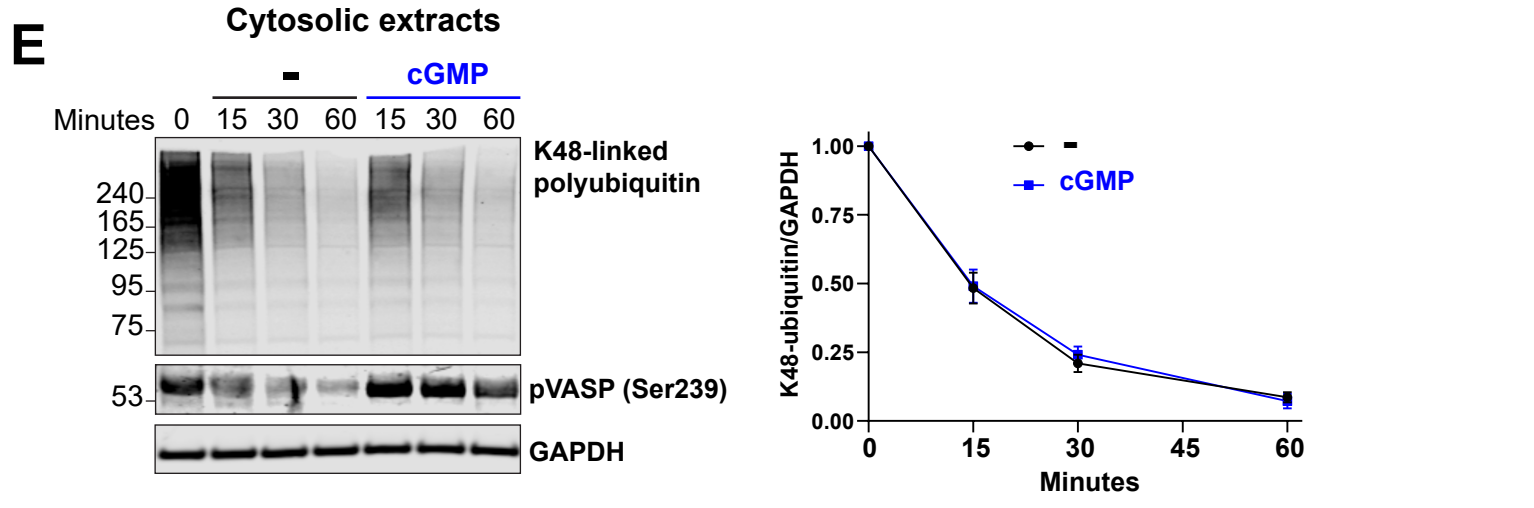 E
Cytosolic extracts
- cGMP
Minutes 0 15 30 60 15 30 60
K48-linked
polyubiquitin
240
165
125
95
75
53
pVASP (Ser239)
GAPDH
K48-ubiquitin/GAPDH
1.00
0.75
0.50
0.25
0.00
-
cGMP
0 15 30 45 60
Minutes